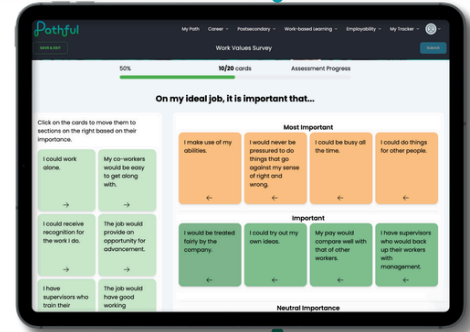 Pathful
My Path
Career
Postsecondary
Work-based Learning
Employability
My Tracker
SAVE & EXIT
Work Values Survey
50%
10/20 cards
Assessment Progress
On my ideal job, it is important that...
Click on the cards to move them to
sections on the right based on their
importance.
I could work
alone.
My co-workers
would be easy
to get along
with.
I could receive
recognition for
the work I do.
The job would
provide an
opportunity for
advancement.
I have
supervisors who
train their
The job would
have good
working
Most Important
I make use of my
abilities.
I would never be
pressured to do
things that go
against my sense
of right and
wrong.
I could be busy all
the time.
I could do things
for other people.
Important
I would be treated
fairly by the
company.
I could try out my
own ideas.
My pay would
compare well with
that of other
workers.
I have supervisors
who would back
up their workers
with
management.
Neutral Importance